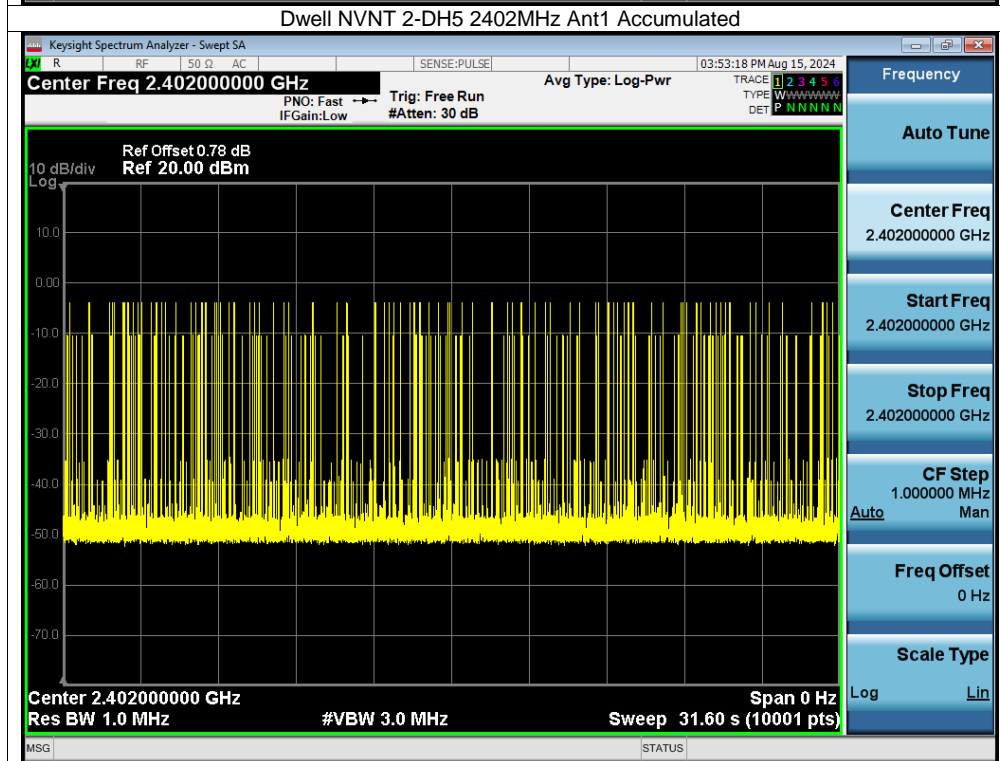 Dwell NVNT 2-DH5 2402MHz Ant1 Accumulated
Keysight Spectrum Analyzer - Swept SA
LXI R RF 50 Ω AC SENSE:PULSE 03:53:18 PM Aug 15, 2024
Center Freq 2.402000000 GHz Avg Type: Log-Pwr TRACE 1 2 3 4 5 6
PNO: Fast Trig: Free Run TYPE WWWWWW
IFGain:Low #Atten: 30 dB DET P N N N N N
Ref Offset 0.78 dB
10 dB/div Ref 20.00 dBm
Log
10.0
0.00
-10.0
-20.0
-30.0
-40.0
-50.0
-60.0
-70.0
Center 2.402000000 GHz Span 0 Hz
Res BW 1.0 MHz #VBW 3.0 MHz Sweep 31.60 s (10001 pts)
MSG STATUS
Frequency
Auto Tune
Center Freq
2.402000000 GHz
Start Freq
2.402000000 GHz
Stop Freq
2.402000000 GHz
CF Step
1.000000 MHz
Auto Man
Freq Offset
0 Hz
Scale Type
Log Lin